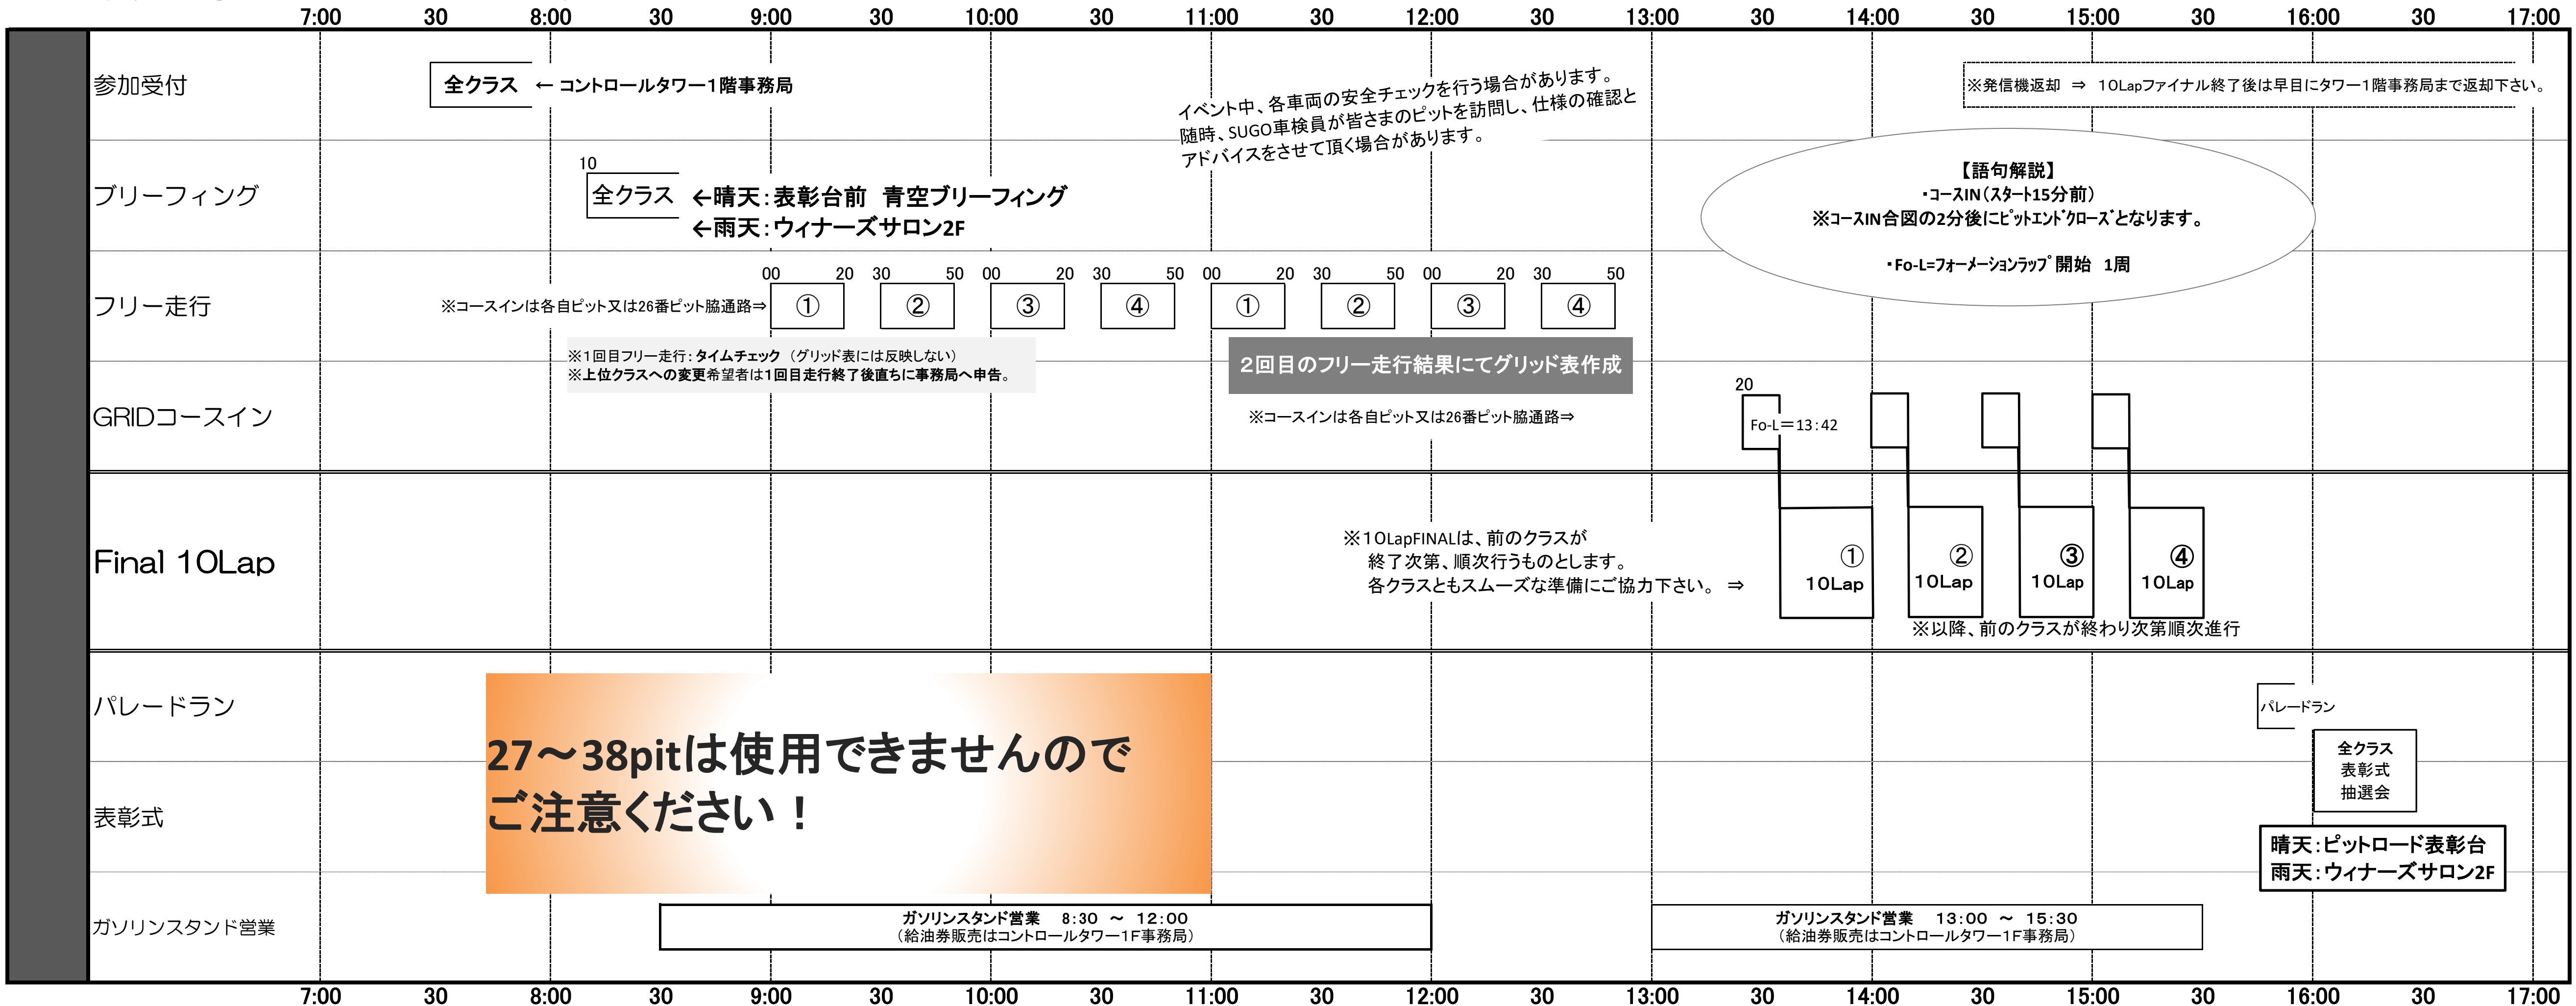 7:00 30 8:00 30 9:00 30 10:00 30 11:00 30 12:00 30 13:00 30 14:00 30 15:00 30 16:00 30 17:00
参加受付
全クラス ← コントロールタワー1階事務局
イベント中、各車両の安全チェックを行う場合があります。
随時、SUGO車検員が皆さまのピットを訪問し、仕様の確認と
アドバイスをさせて頂く場合があります。
※発信機返却 ⇒ 10Lapファイナル終了後は早目にタワー1階事務局まで返却下さい。
ブリーフィング
10
全クラス
←晴天：表彰台前 青空ブリーフィング
←雨天：ウィナーズサロン2F
【語句解説】
・コースIN（スタート15分前）
※コースIN合図の2分後にピットエンドクローズとなります。
・Fo-L=フォーメーションラップ開始 1周
フリー走行
※コースインは各自ピット又は26番ピット脇通路⇒
00 20 30 50 00 20 30 50 00 20 30 50 00 20 30 50
① ② ③ ④ ① ② ③ ④
※1回目フリー走行：タイムチェック （グリッド表には反映しない）
※上位クラスへの変更希望者は1回目走行終了後直ちに事務局へ申告。
２回目のフリー走行結果にてグリッド表作成
GRIDコースイン
※コースインは各自ピット又は26番ピット脇通路⇒
20
Fo-L＝13：42
Final 10Lap
※10LapFINALは、前のクラスが
終了次第、順次行うものとします。
各クラスともスムーズな準備にご協力下さい。 ⇒
① ② ③ ④
10Lap 10Lap 10Lap 10Lap
※以降、前のクラスが終わり次第順次進行
パレードラン
パレードラン
27～38pitは使用できませんので
ご注意ください！
表彰式
全クラス
表彰式
抽選会
晴天：ピットロード表彰台
雨天：ウィナーズサロン2F
ガソリンスタンド営業
ガソリンスタンド営業 8：30 ～ 12：00
（給油券販売はコントロールタワー1F事務局）
ガソリンスタンド営業 13：00 ～ 15：30
（給油券販売はコントロールタワー1F事務局）
7:00 30 8:00 30 9:00 30 10:00 30 11:00 30 12:00 30 13:00 30 14:00 30 15:00 30 16:00 30 17:00